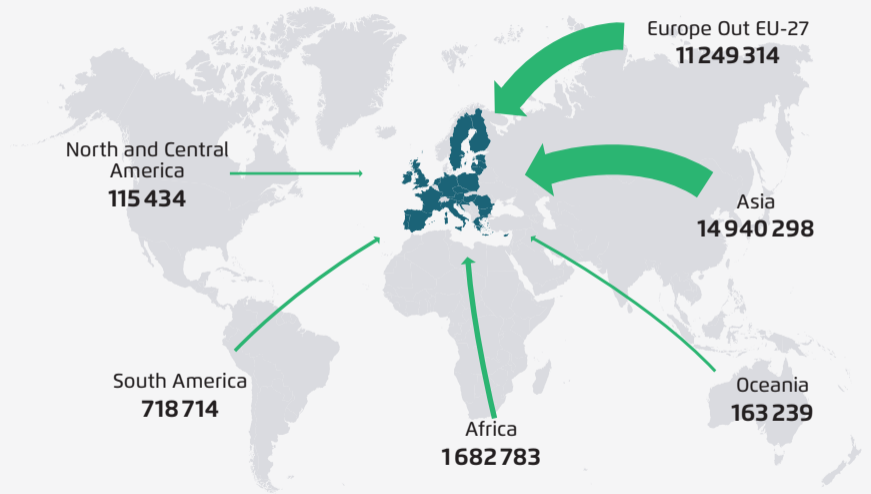 Europe Out EU-27
11 249 314
North and Central
America
115 434
Asia
14 940 298
South America
718 714
Oceania
163 239
Africa
1 682 783